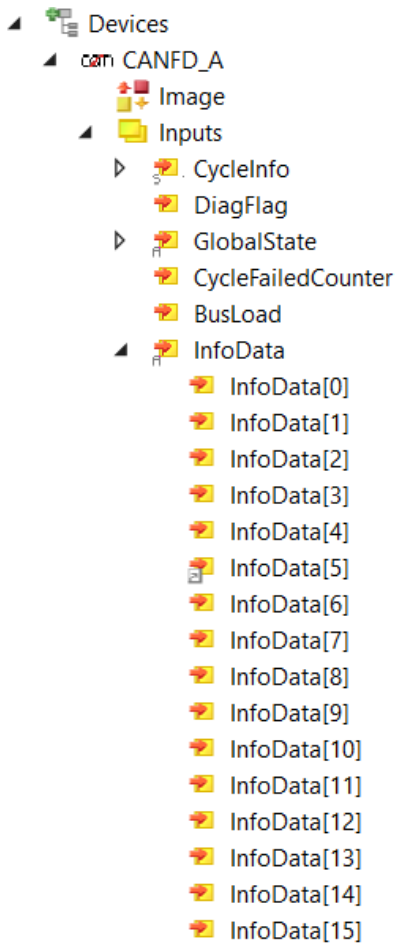 Devices
can CANFD_A
Image
Inputs
S CycleInfo
DiagFlag
A GlobalState
CycleFailedCounter
BusLoad
A InfoData
InfoData[0]
InfoData[1]
InfoData[2]
InfoData[3]
InfoData[4]
InfoData[5]
InfoData[6]
InfoData[7]
InfoData[8]
InfoData[9]
InfoData[10]
InfoData[11]
InfoData[12]
InfoData[13]
InfoData[14]
InfoData[15]